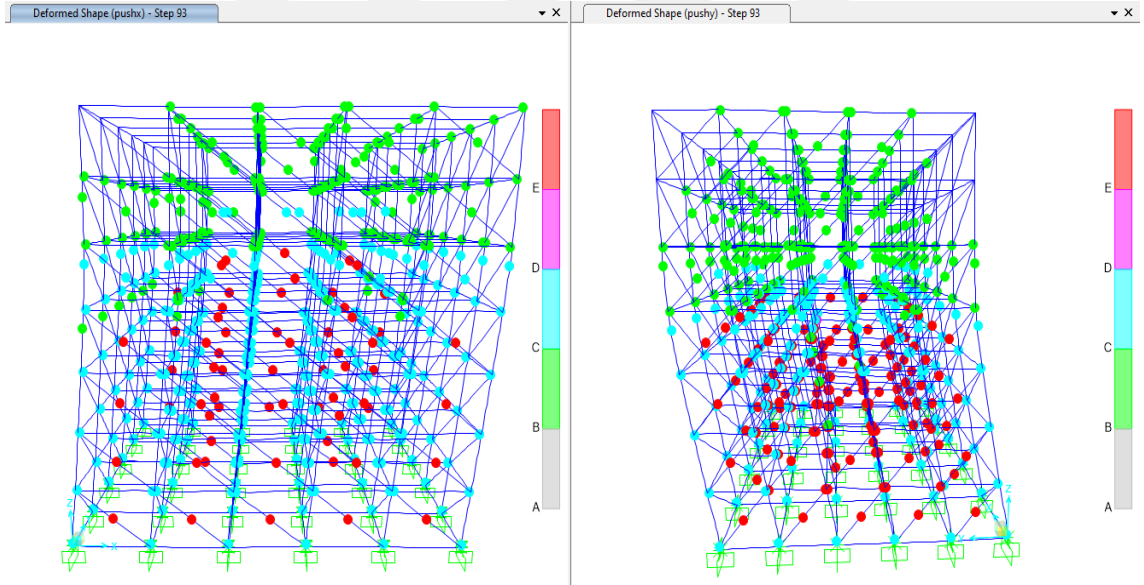 Deformed Shape (pushx) - Step 93
Deformed Shape (pushy) - Step 93
E
D
C
B
A
Z
X
E
D
C
B
A
Z
X